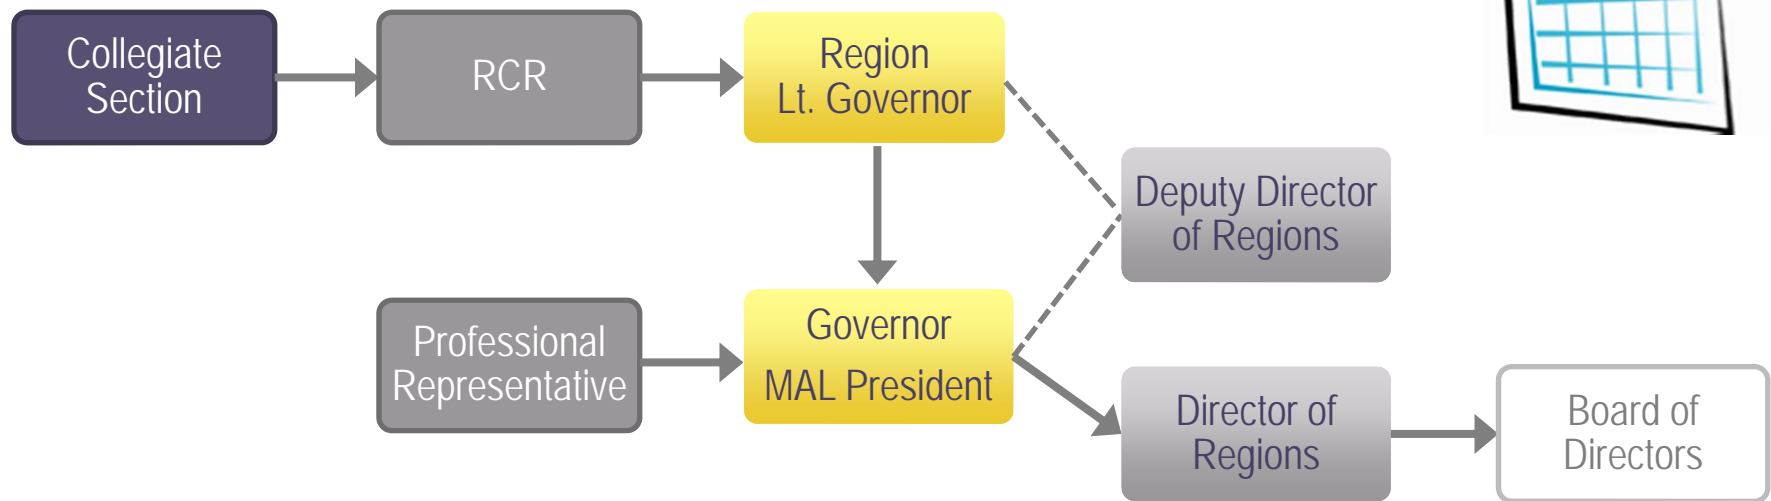 Collegiate
Section
RCR
Region
Lt. Governor
Deputy Director
of Regions
Professional
Representative
Governor
MAL President
Director of
Regions
Board of
Directors